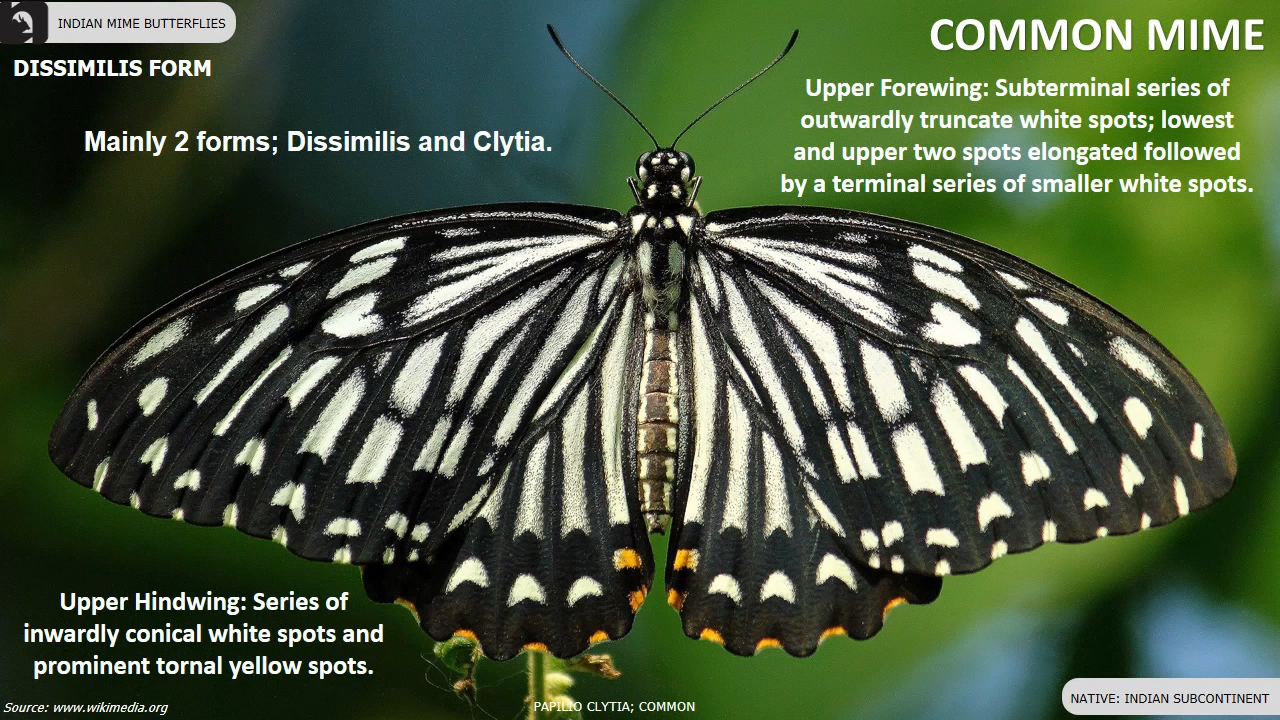 INDIAN MIME BUTTERFLIES
DISSIMILIS FORM
COMMON MIME
Mainly 2 forms; Dissimilis and Clytia.
Upper Forewing: Subterminal series of
outwardly truncate white spots; lowest
and upper two spots elongated followed
by a terminal series of smaller white spots.
Upper Hindwing: Series of
inwardly conical white spots and
prominent tornal yellow spots.
Source: www.wikimedia.org
PAPILIO CLYTIA; COMMON
NATIVE: INDIAN SUBCONTINENT